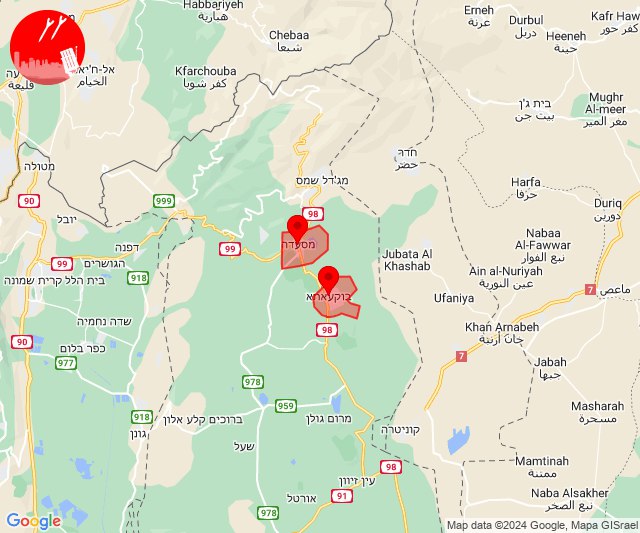 Habbariyeh
هبارية
Chebaa
شبعا
Erneh
عرنة
Durbul
دربل
Kafr Hawr
كفر حور
Heeneh
حينة
אל-ח'יאם
الخيام
قليعة
Kfarchouba
كفر شوبا
בית ג'ן
بيت جن
Mughr
Al-meer
مغر المير
מטולה
חדר
حضر
מג'דל שמס
Harfa
حرفا
Duriq
دورين
90
999
יובל
98
Nabaa
Al-Fawwar
نبع الفوار
99
מסעדה
דפנה
99
הגושרים
Jubata Al
Khashab
Ain al-Nuriyah
عين النورية
בית הלל
קרית שמונה
918
7
ماعص
בוקעאתא
Ufaniya
שדה נחמיה
98
Khan Arnabeh
خان أرنبة
90
כפר בלום
977
7
Jabah
جبها
978
959
Masharah
مسحرة
918
ברוכים קלע אלון
מרום גולן
קוניטרה
גונן
שעל
98
Mamtinah
ممتنة
עין זיוון
91
אורטל
Naba Alsakher
نبع الصخر
978
Google
Map data ©2024 Google, Mapa GISrael